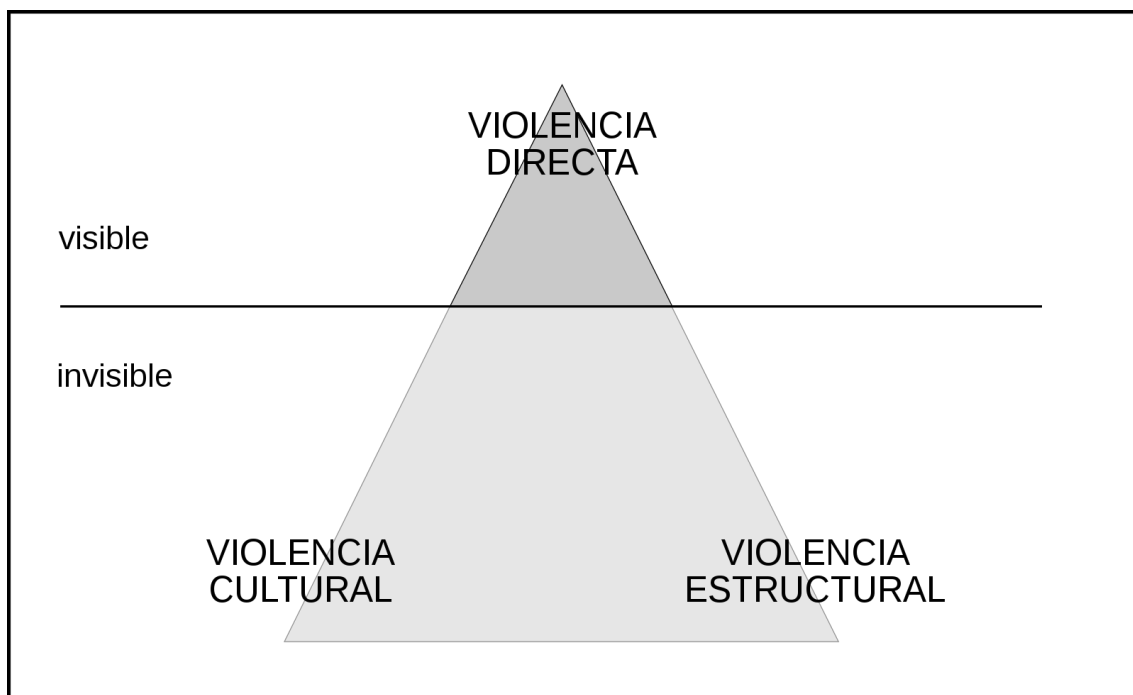 VIOLENCIA
DIRECTA
visible
invisible
VIOLENCIA
CULTURAL
VIOLENCIA
ESTRUCTURAL